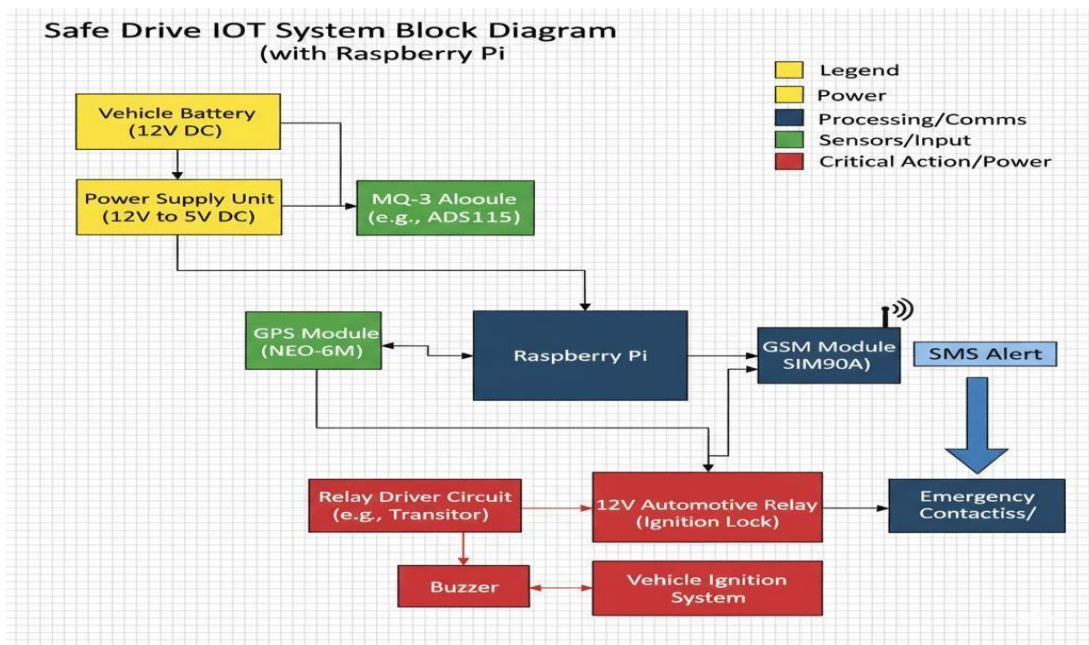 Safe Drive IOT System Block Diagram
(with Raspberry Pi
Legend
Power
Processing/Comms
Sensors/Input
Critical Action/Power
Vehicle Battery
(12V DC)
Power Supply Unit
(12V to 5V DC)
MQ-3 Alooule
(e.g., ADS115)
GPS Module
(NEO-6M)
Raspberry Pi
GSM Module
SIM90A)
SMS Alert
Relay Driver Circuit
(e.g., Transitor)
12V Automotive Relay
(Ignition Lock)
Emergency
Contactiss/
Buzzer
Vehicle Ignition
System